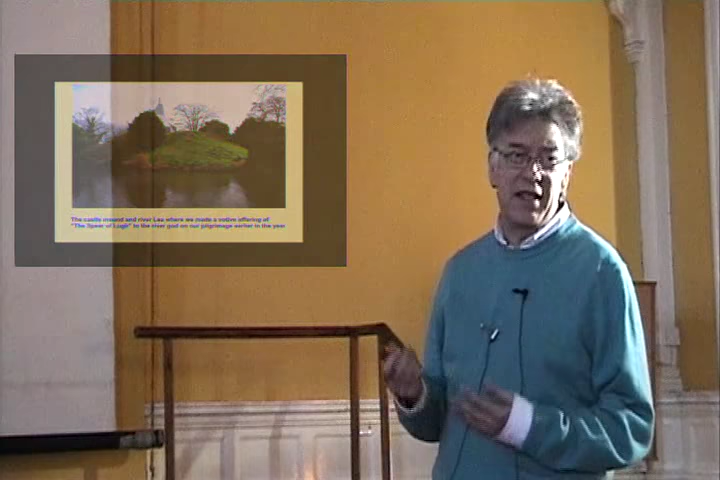 The castle mound and river Lea where we made a votive offering of
"The Spear of Lugh" to the river god on our pilgrimage earlier in the year